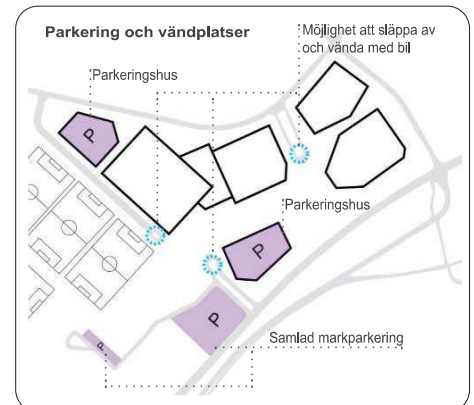 Parkering och vändplatser
Möjlighet att släppa av
och vända med bil
Parkeringshus
P
Parkeringshus
P
P
P
Samlad markparkering